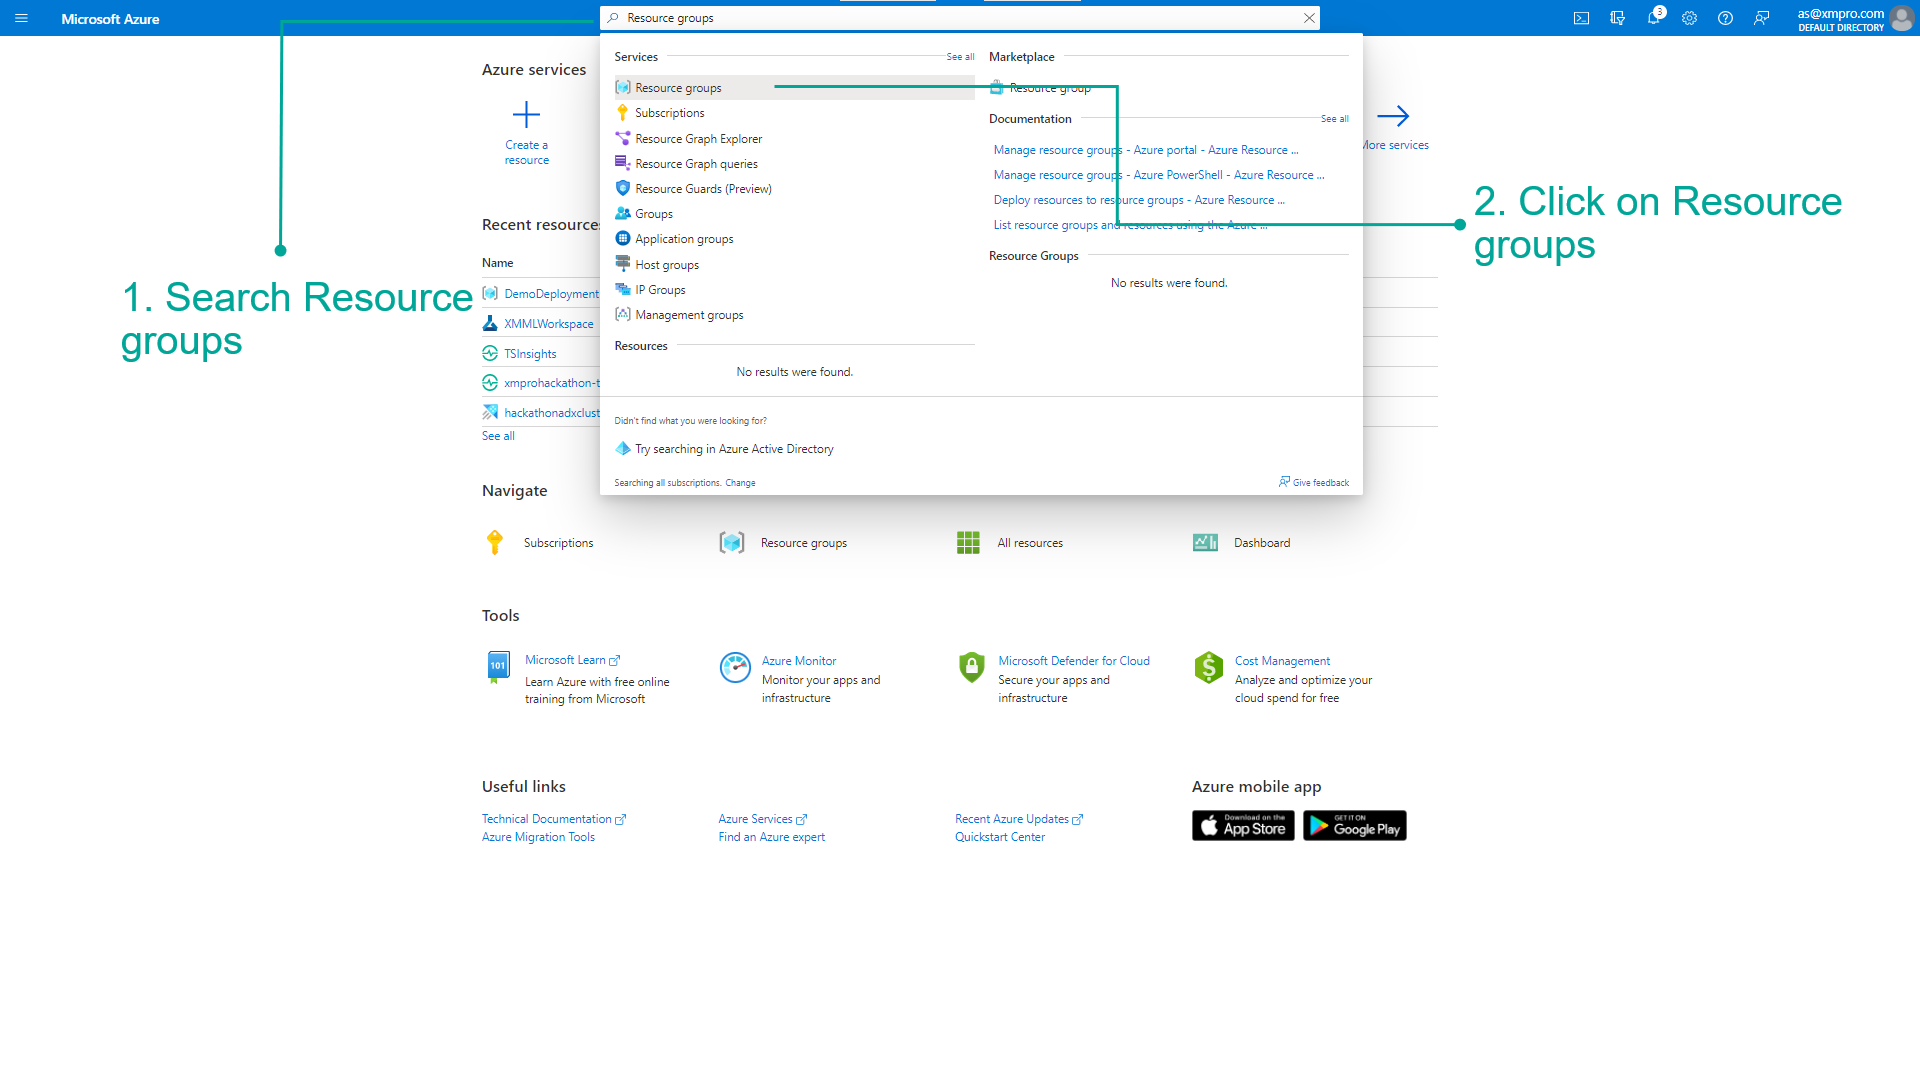 Microsoft Azure
Resource groups
3
as@xmpro.com
DEFAULT DIRECTORY
Azure services
Create a
resource
More services
Services
See all
Resource groups
Subscriptions
Resource Graph Explorer
Resource Graph queries
Resource Guards (Preview)
Groups
Application groups
Host groups
IP Groups
Management groups
Resources
No results were found.
Marketplace
Resource group
Documentation
See all
Manage resource groups - Azure portal - Azure Resource ...
Manage resource groups - Azure PowerShell - Azure Resource ...
Deploy resources to resource groups - Azure Resource ...
List resource groups and resources using the Azure ...
Resource Groups
No results were found.
Didn't find what you were looking for?
Try searching in Azure Active Directory
Searching all subscriptions. Change
Give feedback
1. Search Resource
groups
2. Click on Resource
groups
Recent resources
Name
DemoDeployment
XMMLWorkspace
TSInsights
xmprohackathon-t
hackathonadxclust
See all
Navigate
Subscriptions
Resource groups
All resources
Dashboard
Tools
101
Microsoft Learn
Learn Azure with free online
training from Microsoft
Azure Monitor
Monitor your apps and
infrastructure
Microsoft Defender for Cloud
Secure your apps and
infrastructure
Cost Management
Analyze and optimize your
cloud spend for free
Useful links
Technical Documentation
Azure Migration Tools
Azure Services
Find an Azure expert
Recent Azure Updates
Quickstart Center
Azure mobile app
Download on the
App Store
GET IT ON
Google Play